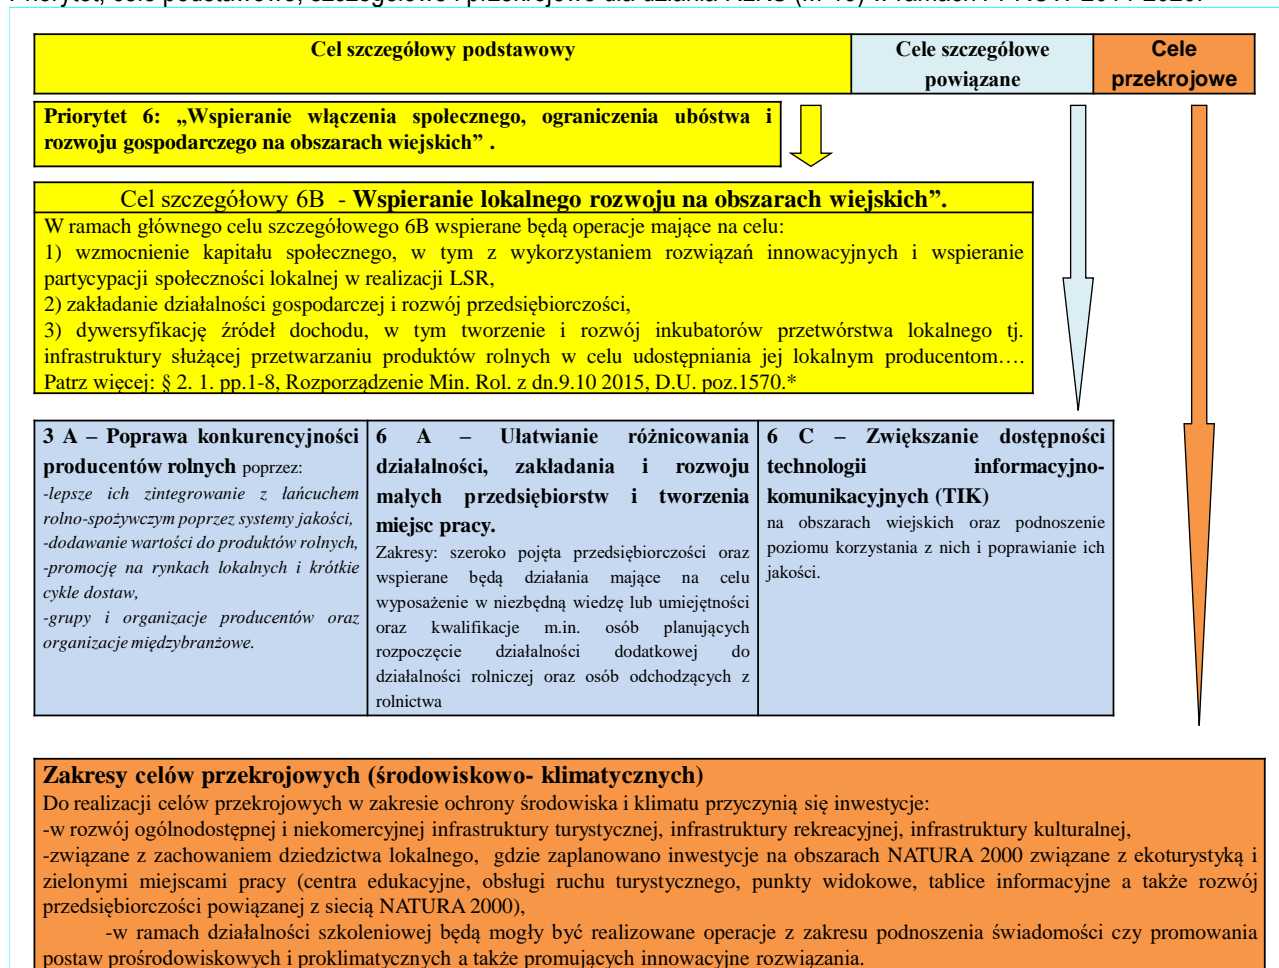 Cel szczegółowy podstawowy
Cele szczegółowe
powiązane
Cele
przekrojowe
Priorytet 6: „Wspieranie włączenia społecznego, ograniczenia ubóstwa i
rozwoju gospodarczego na obszarach wiejskich” .
Cel szczegółowy 6B - Wspieranie lokalnego rozwoju na obszarach wiejskich”.
W ramach głównego celu szczegółowego 6B wspierane będą operacje mające na celu:
1) wzmocnienie kapitału społecznego, w tym z wykorzystaniem rozwiązań innowacyjnych i wspieranie
partycypacji społeczności lokalnej w realizacji LSR,
2) zakładanie działalności gospodarczej i rozwój przedsiębiorczości,
3) dywersyfikację źródeł dochodu, w tym tworzenie i rozwój inkubatorów przetwórstwa lokalnego tj.
infrastruktury służącej przetwarzaniu produktów rolnych w celu udostępniania jej lokalnym producentom….
Patrz więcej: § 2. 1. pp.1-8, Rozporządzenie Min. Rol. z dn.9.10 2015, D.U. poz.1570.*
3 A – Poprawa konkurencyjności
producentów rolnych poprzez:
-lepsze ich zintegrowanie z łańcuchem
rolno-spożywczym poprzez systemy jakości,
-dodawanie wartości do produktów rolnych,
-promocję na rynkach lokalnych i krótkie
cykle dostaw,
-grupy i organizacje producentów oraz
organizacje międzybranżowe.
6 A – Ułatwianie różnicowania
działalności, zakładania i rozwoju
małych przedsiębiorstw i tworzenia
miejsc pracy.
Zakresy: szeroko pojęta przedsiębiorczości oraz
wspierane będą działania mające na celu
wyposażenie w niezbędną wiedzę lub umiejętności
oraz kwalifikacje m.in. osób planujących
rozpoczęcie działalności dodatkowej do
działalności rolniczej oraz osób odchodzących z
rolnictwa
6 C – Zwiększanie dostępności
technologii informacyjno-
komunikacyjnych (TIK)
na obszarach wiejskich oraz podnoszenie
poziomu korzystania z nich i poprawianie ich
jakości.
Zakresy celów przekrojowych (środowiskowo- klimatycznych)
Do realizacji celów przekrojowych w zakresie ochrony środowiska i klimatu przyczynią się inwestycje:
-w rozwój ogólnodostępnej i niekomercyjnej infrastruktury turystycznej, infrastruktury rekreacyjnej, infrastruktury kulturalnej,
-związane z zachowaniem dziedzictwa lokalnego, gdzie zaplanowano inwestycje na obszarach NATURA 2000 związane z ekoturystyką i
zielonymi miejscami pracy (centra edukacyjne, obsługi ruchu turystycznego, punkty widokowe, tablice informacyjne a także rozwój
przedsiębiorczości powiązanej z siecią NATURA 2000),
-w ramach działalności szkoleniowej będą mogły być realizowane operacje z zakresu podnoszenia świadomości czy promowania
postaw prośrodowiskowych i proklimatycznych a także promujących innowacyjne rozwiązania.